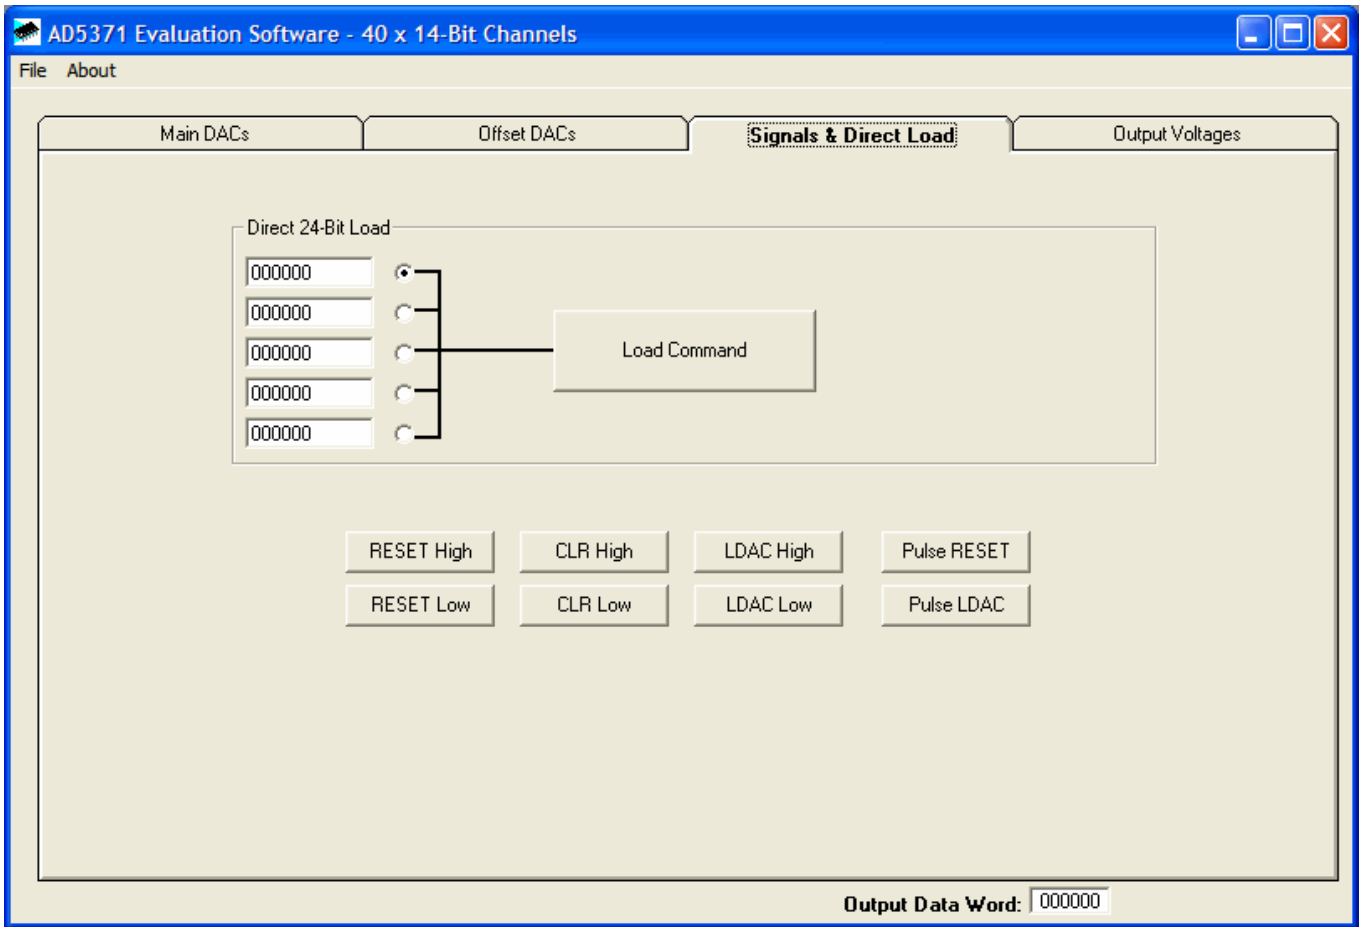 AD5371 Evaluation Software - 40 x 14-Bit Channels
File About
Main DACs Offset DACs Signals & Direct Load Output Voltages
Direct 24-Bit Load
000000
000000
000000
000000
000000
Load Command
RESET High CLR High LDAC High Pulse RESET
RESET Low CLR Low LDAC Low Pulse LDAC
Output Data Word: 000000